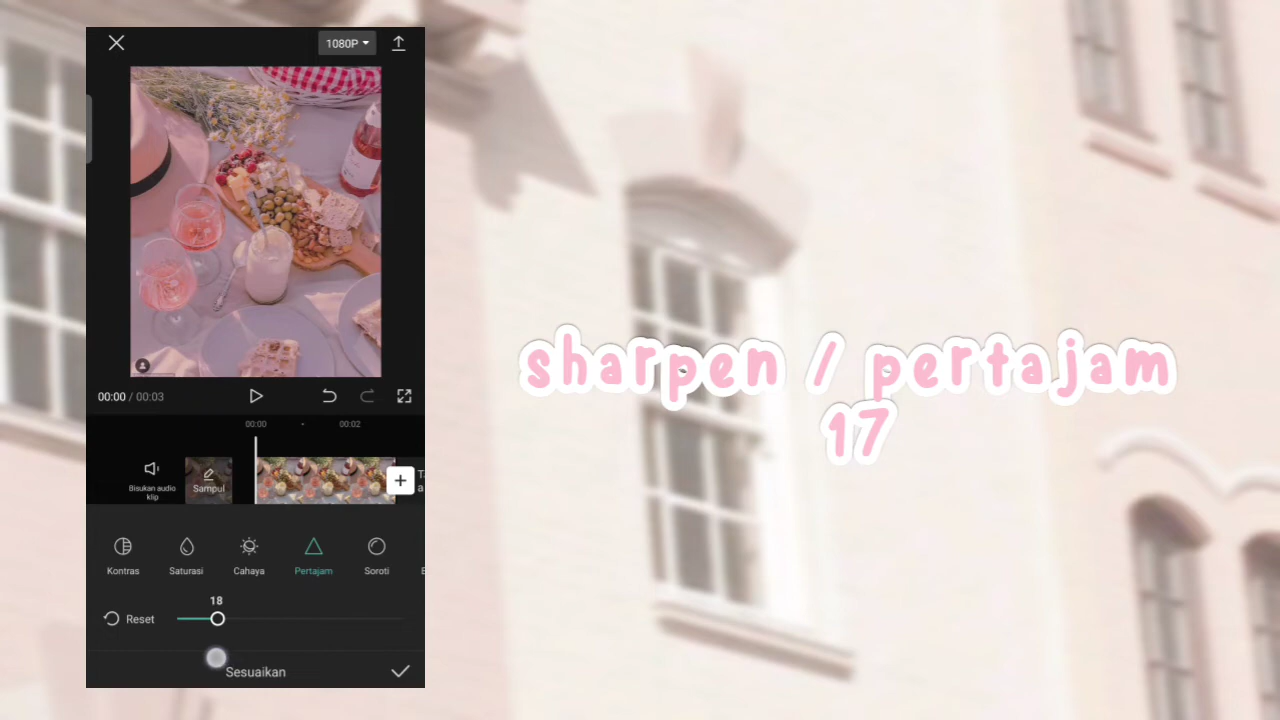 1080P
00:00 / 00:03
00:00
00:02
Bisukan audio
klip
Sampul
Kontras
Saturasi
Cahaya
Pertajam
Soroti
18
Reset
Sesuaikan
sharpen / pertajam
17